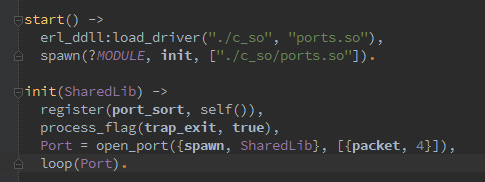 start() ->
erl_ddll:load_driver("./c_so", "ports.so"),
spawn(?MODULE, init, ["./c_so/ports.so"]).
init(SharedLib) ->
register(port_sort, self()),
process_flag(trap_exit, true),
Port = open_port({spawn, SharedLib}, [{packet, 4}]),
loop(Port).